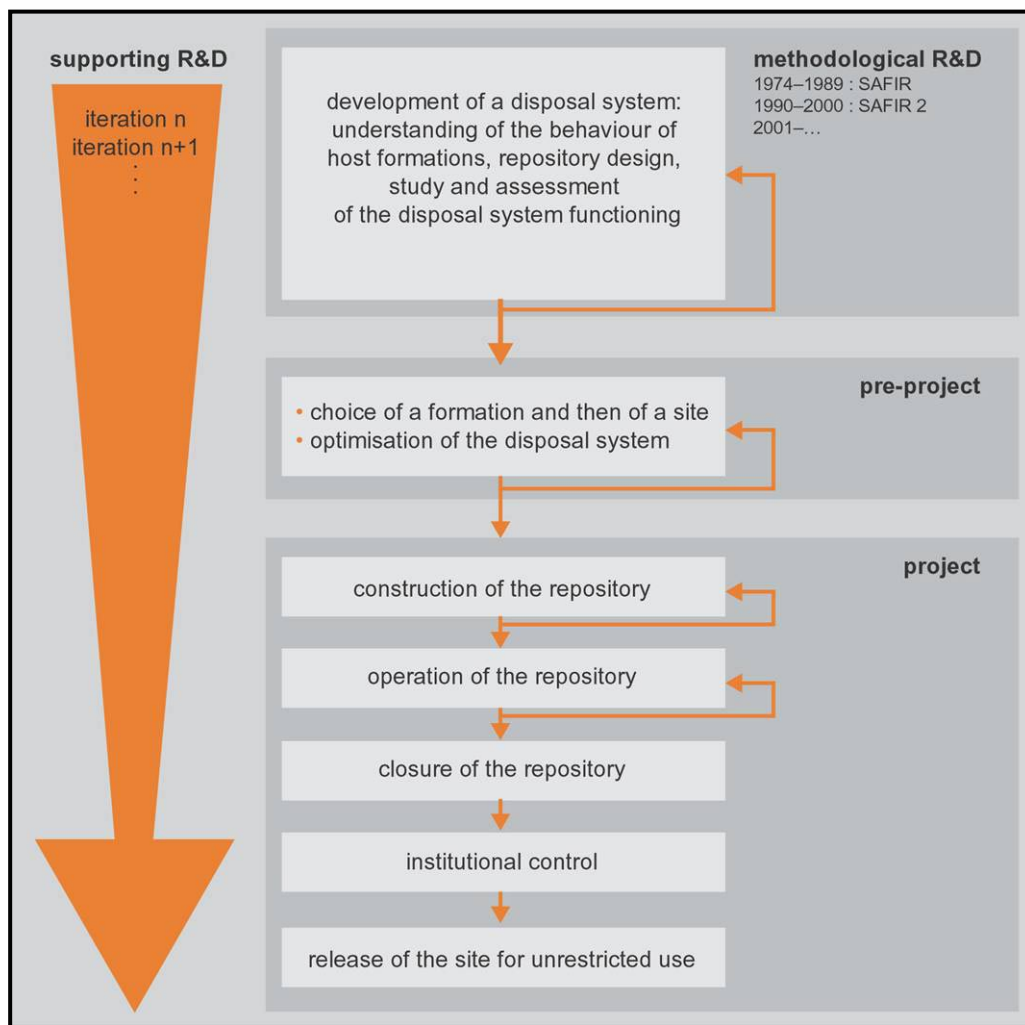 supporting R&D
iteration n
iteration n+1
⋮
methodological R&D
1974–1989 : SAFIR
1990–2000 : SAFIR 2
2001–…
development of a disposal system:
understanding of the behaviour of
host formations, repository design,
study and assessment
of the disposal system functioning
pre-project
• choice of a formation and then of a site
• optimisation of the disposal system
project
construction of the repository
operation of the repository
closure of the repository
institutional control
release of the site for unrestricted use